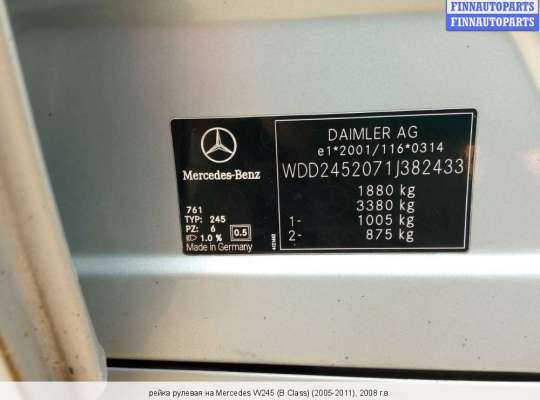 FINNAUTOPARTS
FINNAUTOPARTS
FINNAUTOPARTS
Mercedes-Benz
761
TYP: 245
PZ: 6
1.0 % 0.5
Made in Germany
DAIMLER AG
e1*2001/116*0314
WDD2452071J382433
1880 kg
3380 kg
1- 1005 kg
2- 875 kg
рейка рулевая на Mercedes W245 (B Class) (2005-2011), 2008 г.в.